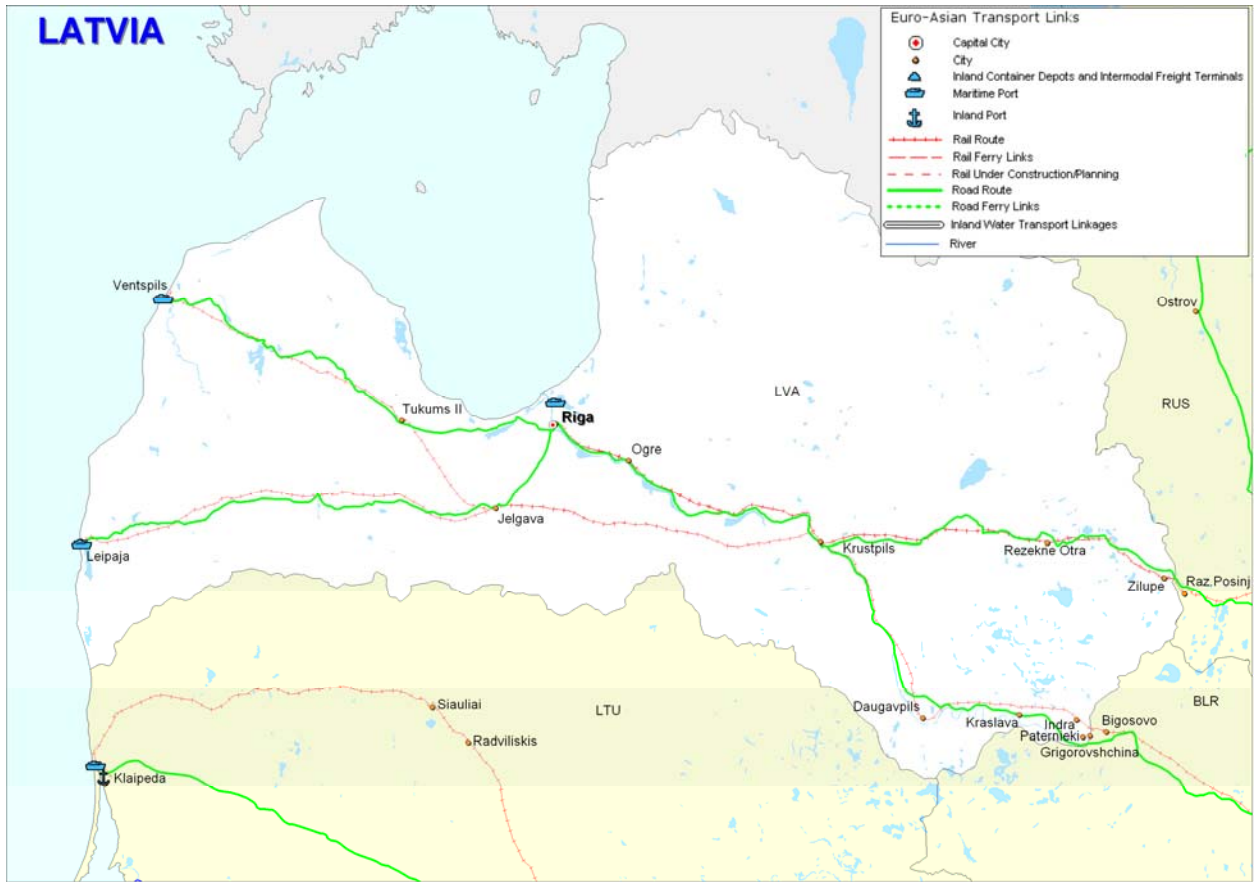 LATVIA
Euro-Asian Transport Links
Capital City
City
Inland Container Depots and Intermodal Freight Terminals
Maritime Port
Inland Port
Rail Route
Rail Ferry Links
Rail Under Construction/Planning
Road Route
Road Ferry Links
Inland Water Transport Linkages
River
Ventspils
Ostrov
Tukums II
Riga
LVA
RUS
Ogre
Jelgava
Leipaja
Krustpils
Rezekne Otra
Zilupe
Raz.Posinj
Siauliai
LTU
Daugavpils
Kraslava
Indra
Bigosovo
BLR
Paternieki
Radviliskis
Grigorovshchina
Klaipeda